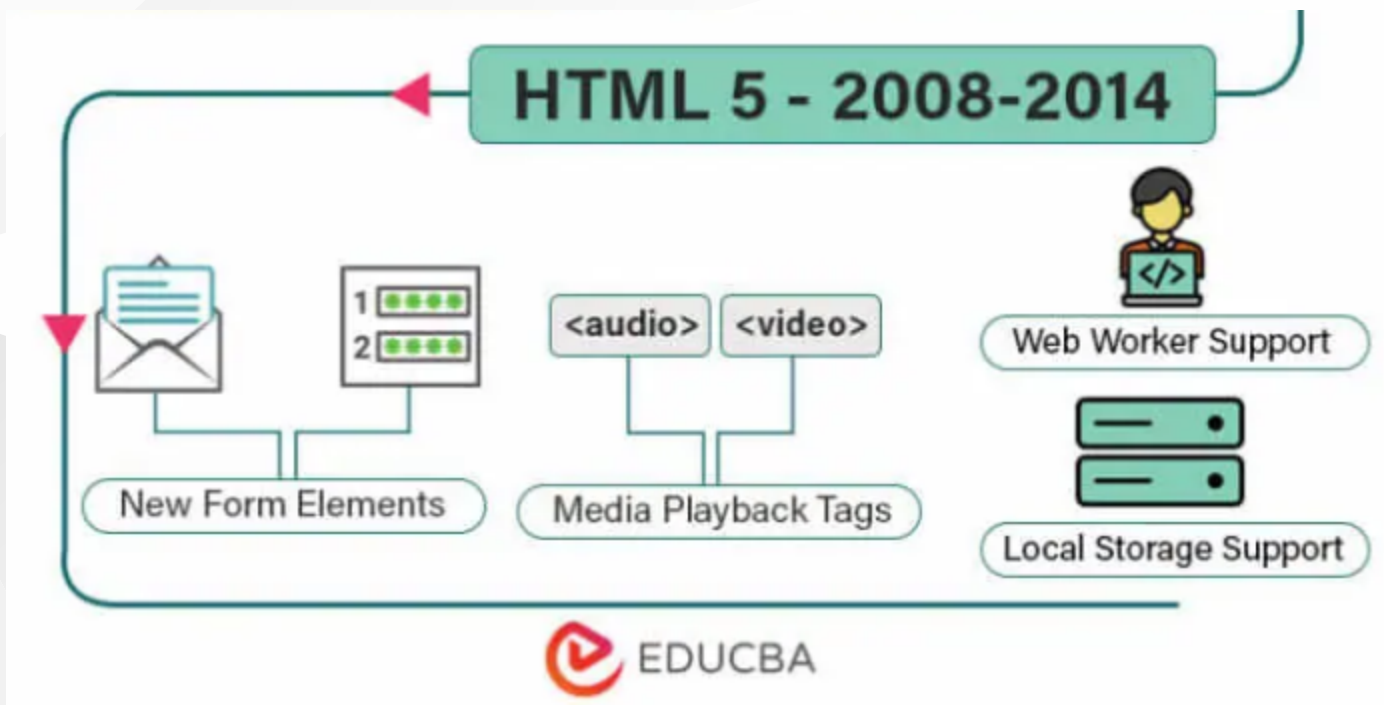 HTML 5 - 2008-2014
1
2
New Form Elements
<audio>
<video>
Media Playback Tags
</>
Web Worker Support
Local Storage Support
EDUCBA